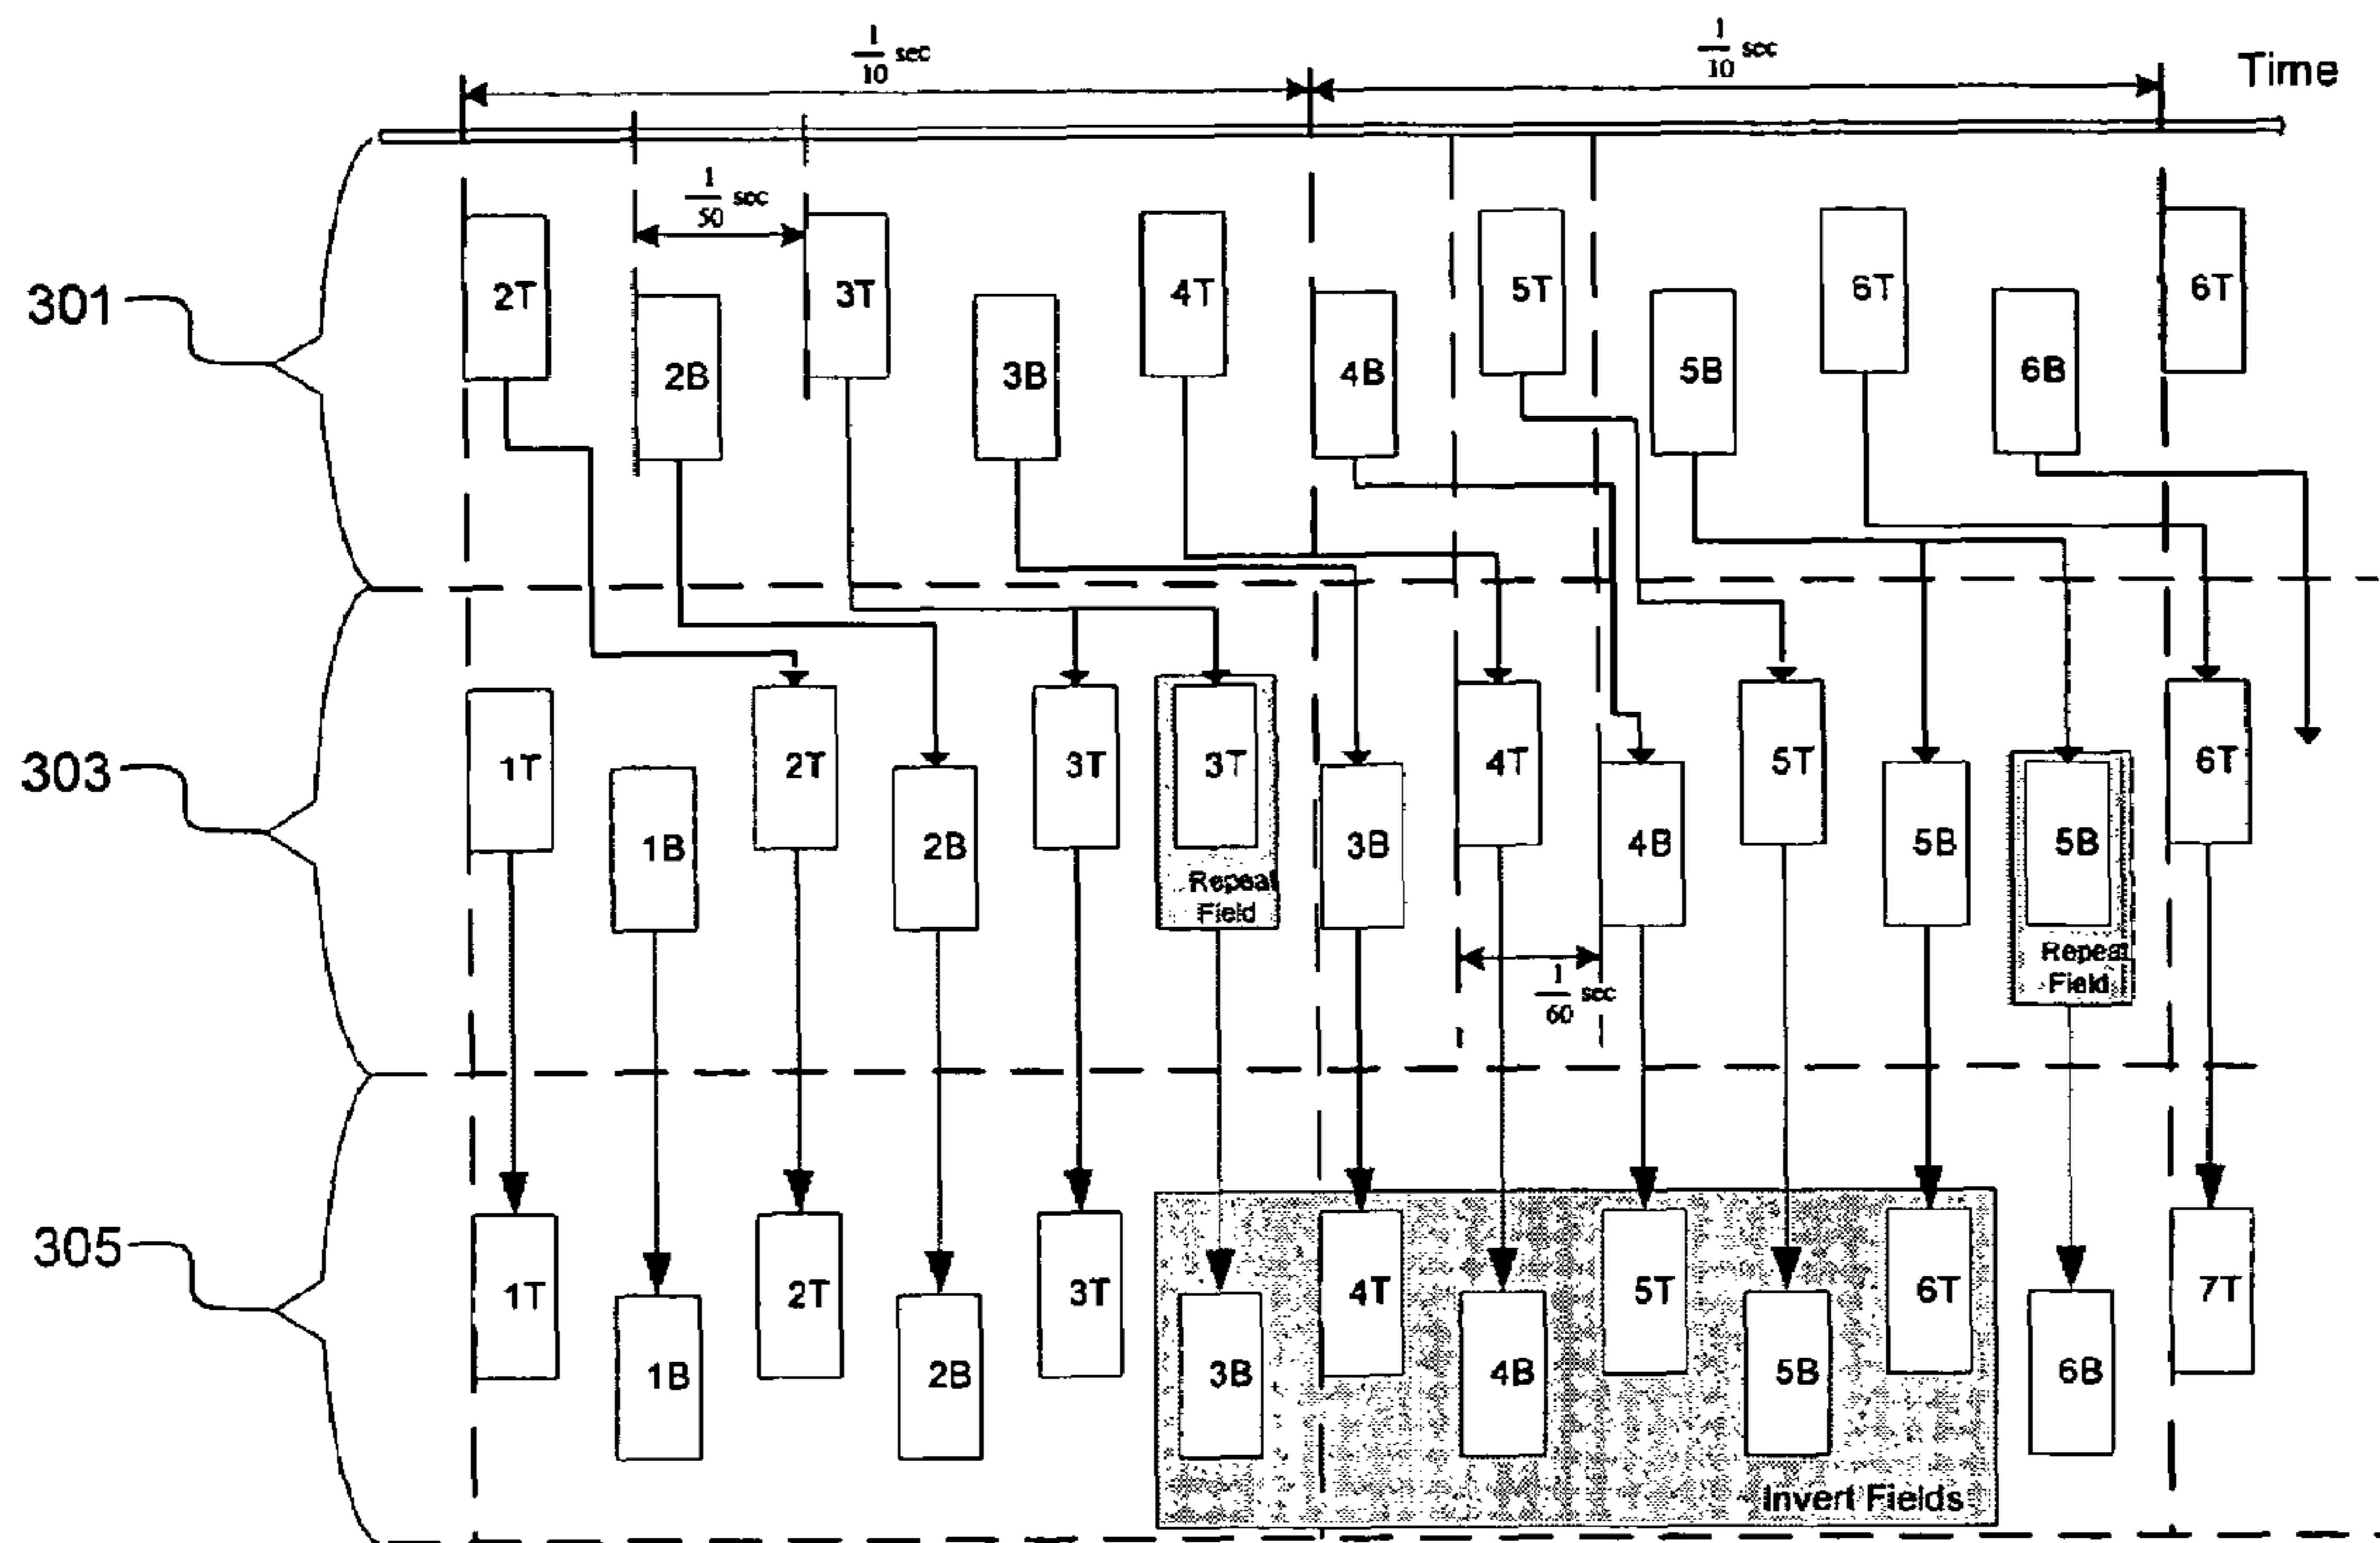 1/10 sec
1/10 sec
Time
1/50 sec
301
2T
2B
3T
3B
4T
4B
5T
5B
6T
6B
6T
303
1T
1B
2T
2B
3T
3T
Repeat Field
3B
4T
4B
5T
5B
5B
Repeat Field
6T
1/60 sec
305
1T
1B
2T
2B
3T
3B
4T
4B
5T
5B
6T
6B
7T
Invert Fields